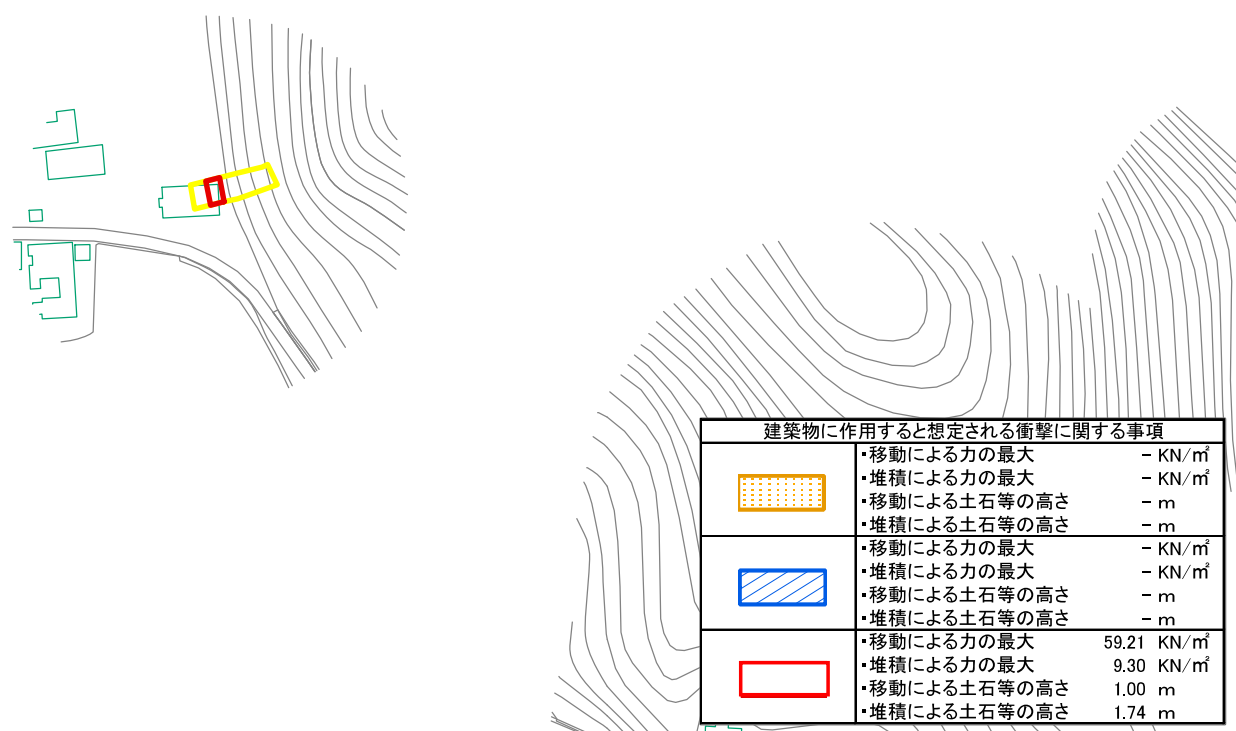 建築物に作用すると想定される衝撃に関する事項
・移動による力の最大 - KN/㎡
・堆積による力の最大 - KN/㎡
・移動による土石等の高さ - m
・堆積による土石等の高さ - m
・移動による力の最大 - KN/㎡
・堆積による力の最大 - KN/㎡
・移動による土石等の高さ - m
・堆積による土石等の高さ - m
・移動による力の最大 59.21 KN/㎡
・堆積による力の最大 9.30 KN/㎡
・移動による土石等の高さ 1.00 m
・堆積による土石等の高さ 1.74 m